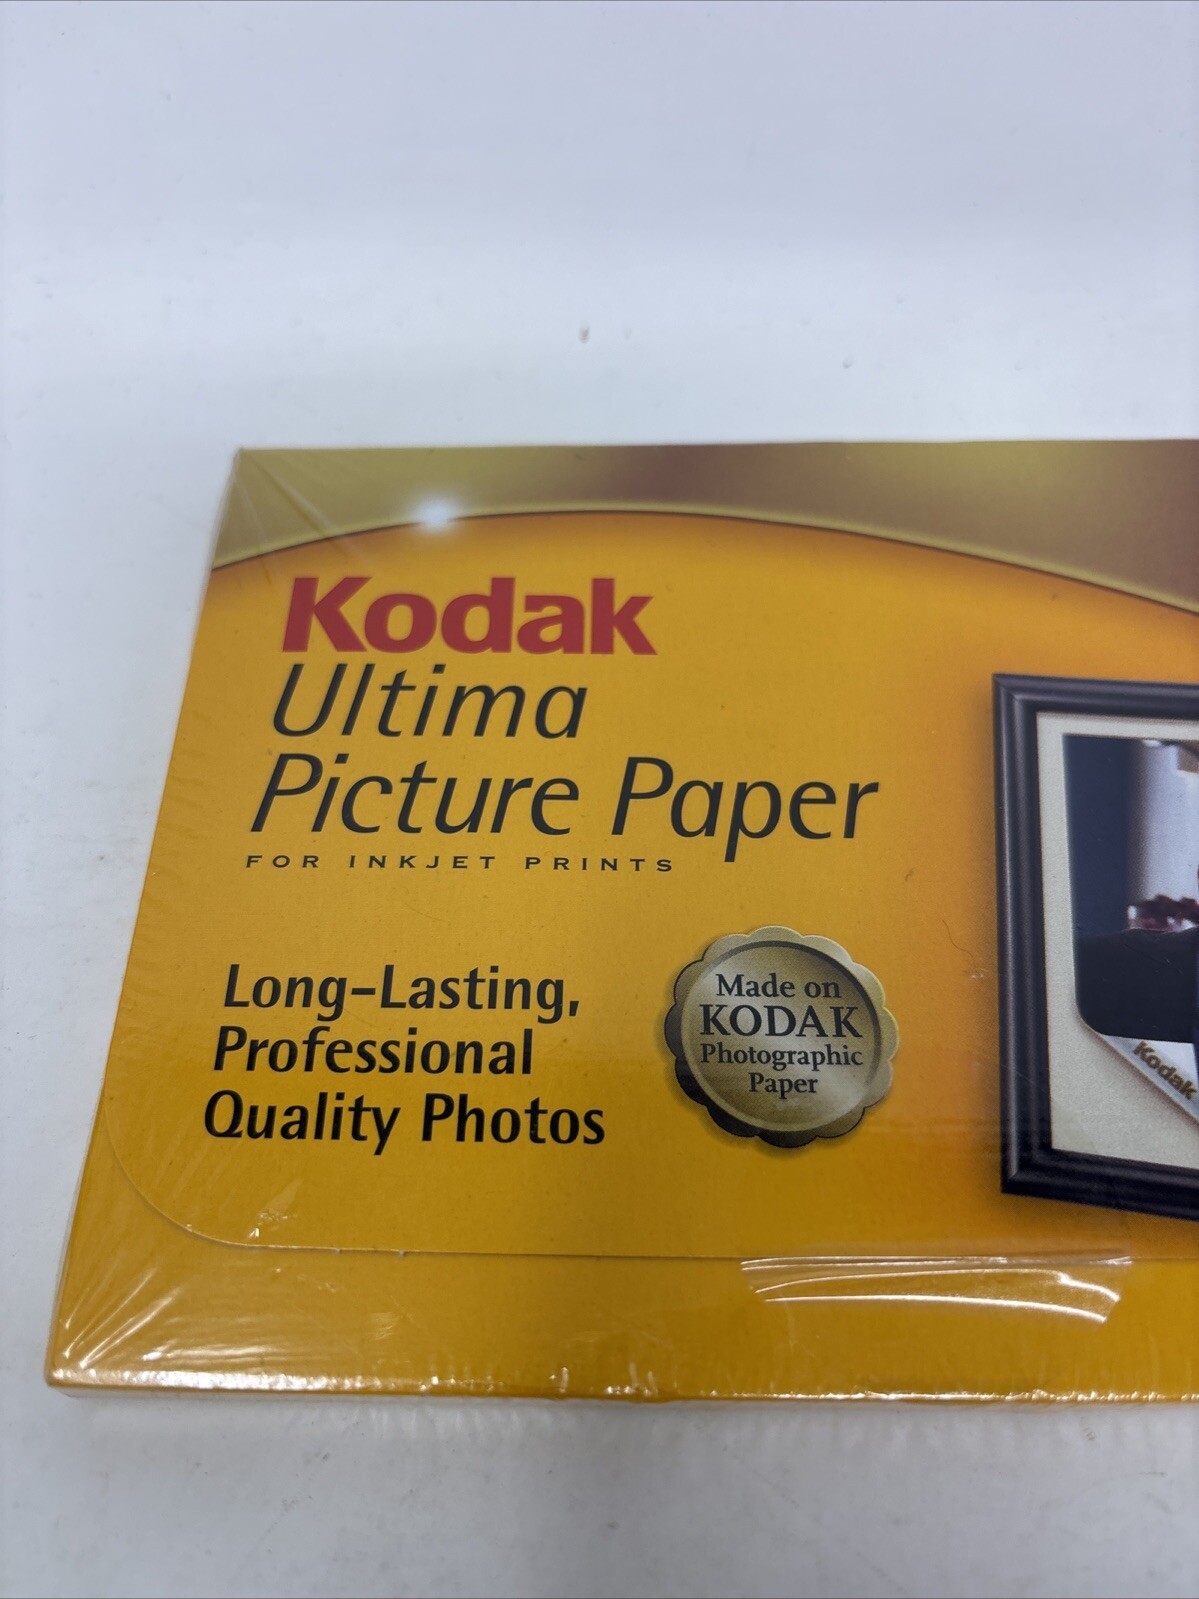 Kodak
Ultima
Picture Paper
FOR INKJET PRINTS
Long-Lasting,
Professional
Quality Photos
Made on
KODAK
Photographic
Paper
Kodak